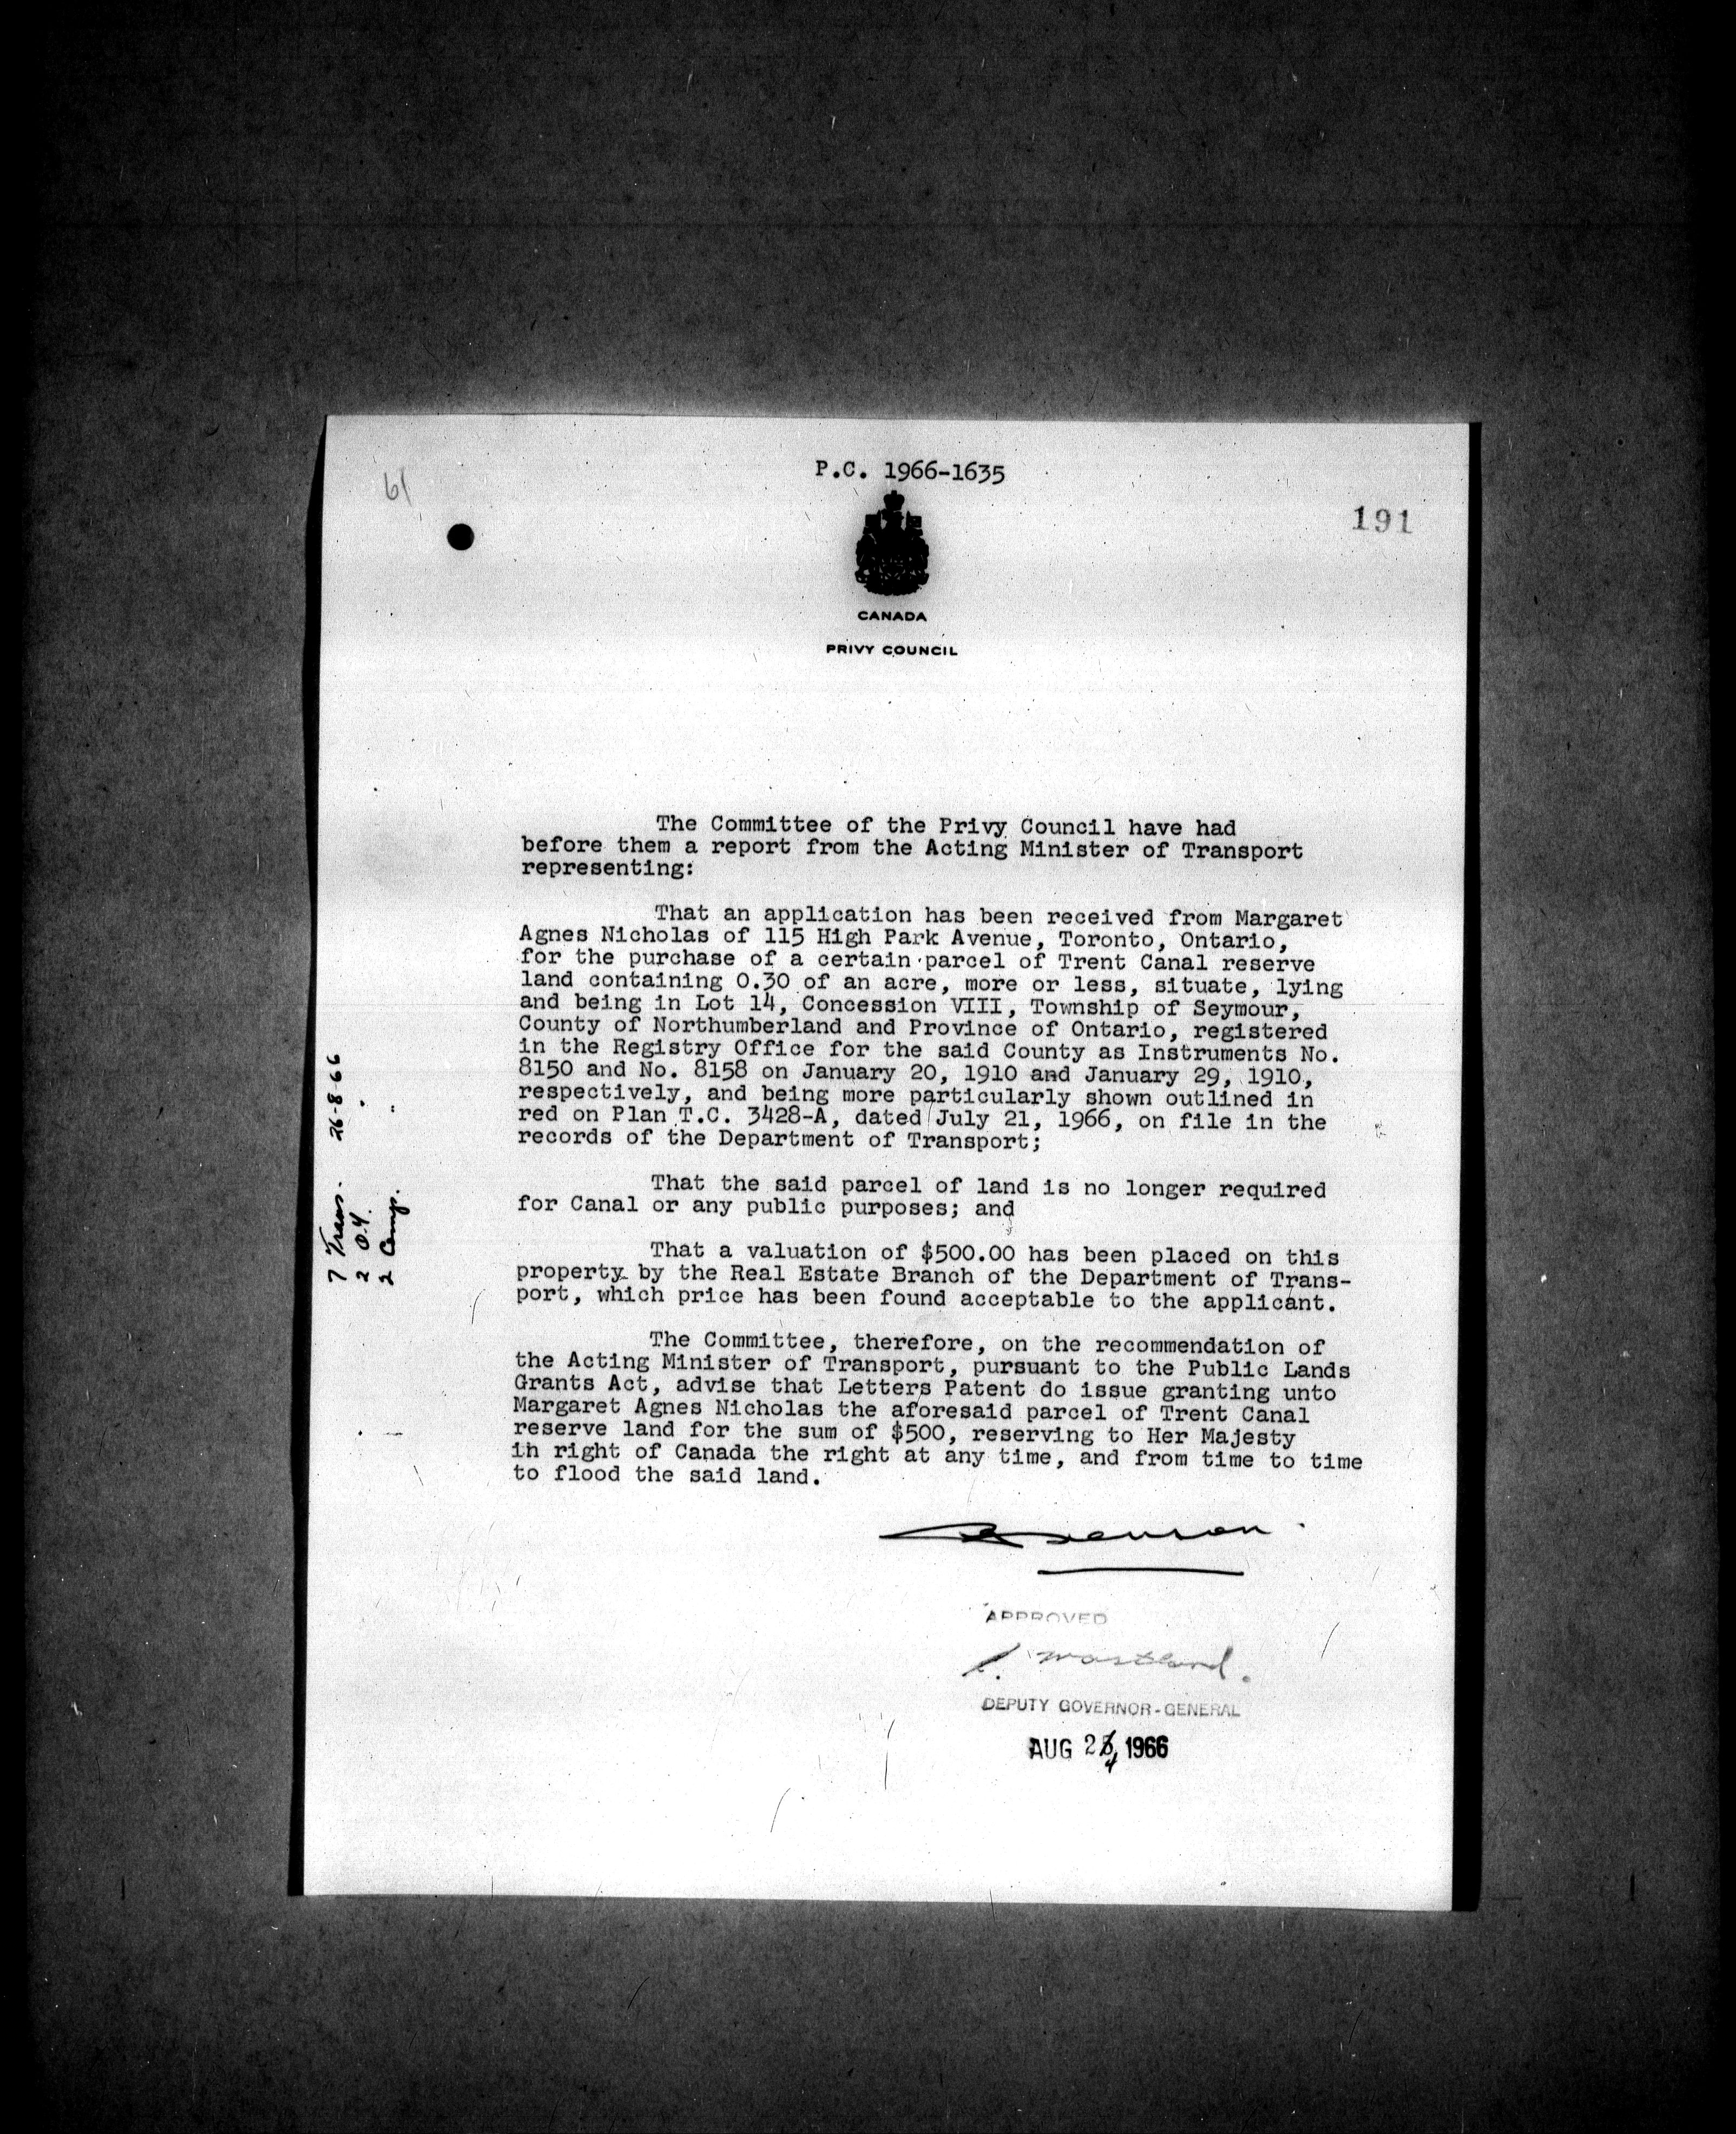 P.C. 1966-1635
61
191
CANADA
PRIVY COUNCIL
The Committee of the Privy Council have had
before them a report from the Acting Minister of Transport
representing:
That an application has been received from Margaret
Agnes Nicholas of 115 High Park Avenue, Toronto, Ontario,
for the purchase of a certain parcel of Trent Canal reserve
land containing 0.30 of an acre, more or less, situate, lying
and being in Lot 14, Concession VIII, Township of Seymour,
County of Northumberland and Province of Ontario, registered
in the Registry Office for the said County as Instruments No.
8150 and No. 8158 on January 20, 1910 and January 29, 1910,
respectively, and being more particularly shown outlined in
red on Plan T.C. 3428-A, dated July 21, 1966, on file in the
records of the Department of Transport;
That the said parcel of land is no longer required
for Canal or any public purposes; and
That a valuation of $500.00 has been placed on this
property by the Real Estate Branch of the Department of Trans-
port, which price has been found acceptable to the applicant.
The Committee, therefore, on the recommendation of
the Acting Minister of Transport, pursuant to the Public Lands
Grants Act, advise that Letters Patent do issue granting unto
Margaret Agnes Nicholas the aforesaid parcel of Trent Canal
reserve land for the sum of $500, reserving to Her Majesty
in right of Canada the right at any time, and from time to time
to flood the said land.
7 Trans. 26-8-66
2
2 Comp.
APPROVED
DEPUTY GOVERNOR-GENERAL
AUG 1966